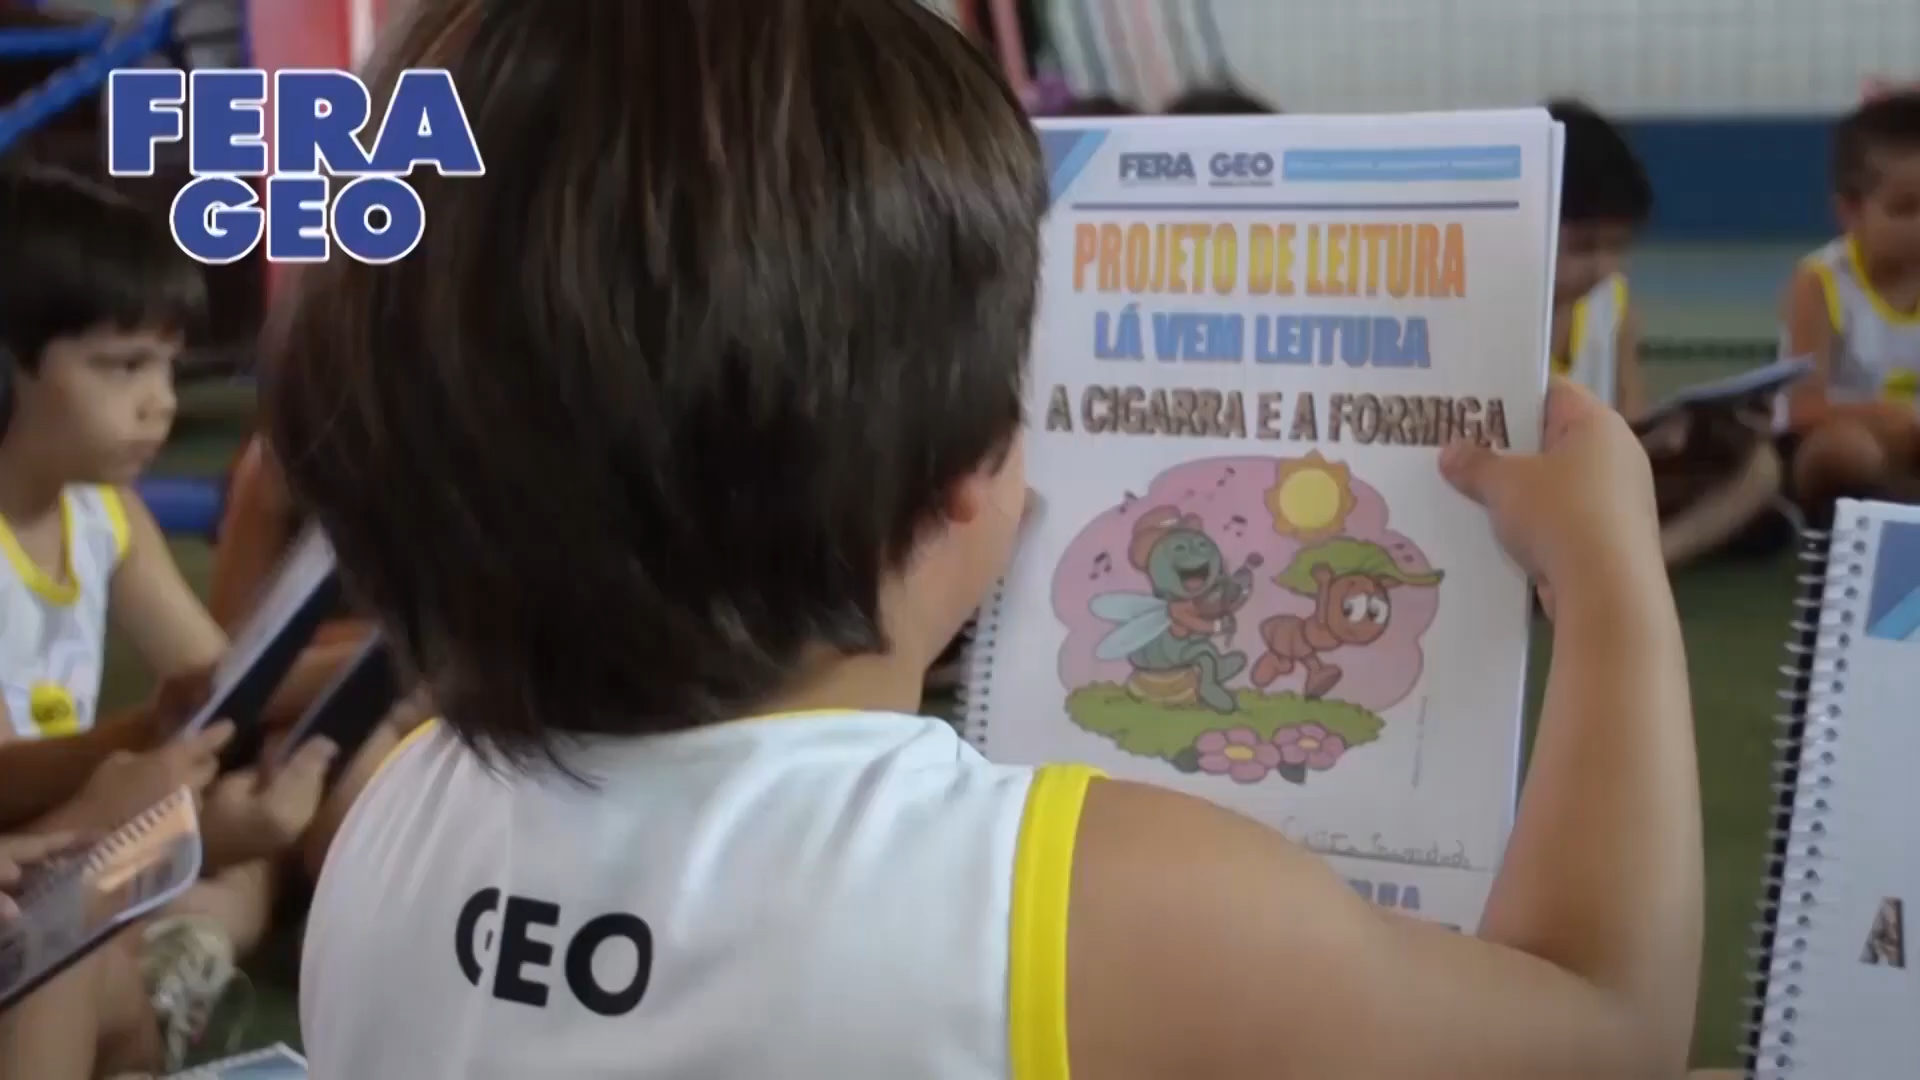 FERA
GEO
FERA GEO
PROJETO DE LEITURA
LÁ VEM LEITURA
A CIGARRA E A FORMIGA
GEO
A